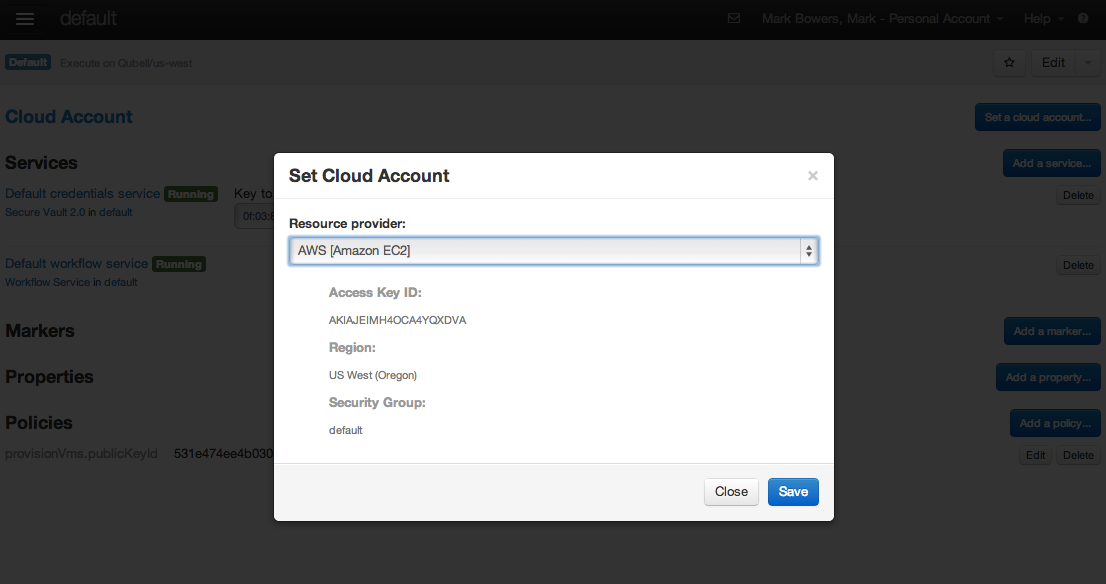 default
Mark Bowers, Mark - Personal Account
Help
Default
Execute on Qubell/us-west
Edit
Cloud Account
Set a cloud account...
Services
Add a service...
Default credentials service Running
Key to
Delete
Secure Vault 2.0 in default
0f:03:
Default workflow service Running
Delete
Workflow Service in default
Markers
Add a marker...
Properties
Add a property...
Policies
Add a policy...
provisionVms.publicKeyId
531e474ee4b030
Edit
Delete
Set Cloud Account
×
Resource provider:
AWS [Amazon EC2]
Access Key ID:
AKIAJEIMH4OCA4YQXDVA
Region:
US West (Oregon)
Security Group:
default
Close
Save